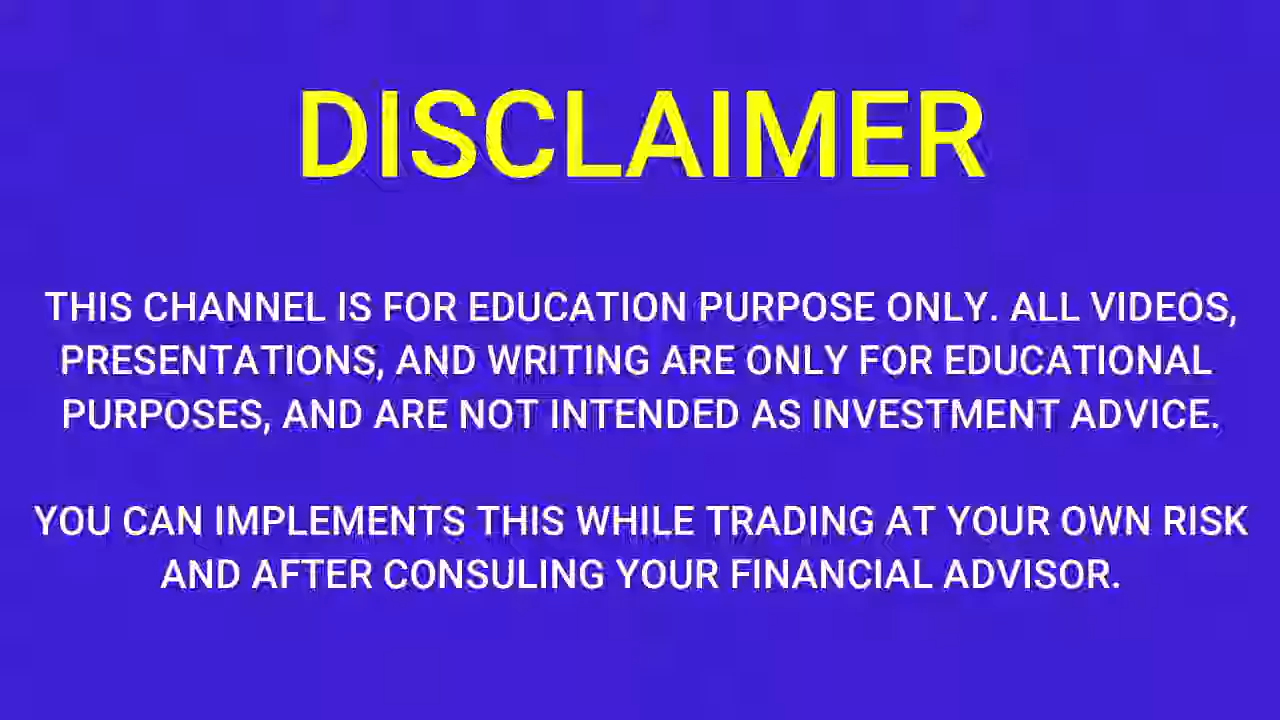 DISCLAIMER
THIS CHANNEL IS FOR EDUCATION PURPOSE ONLY. ALL VIDEOS,
PRESENTATIONS, AND WRITING ARE ONLY FOR EDUCATIONAL
PURPOSES, AND ARE NOT INTENDED AS INVESTMENT ADVICE.
YOU CAN IMPLEMENTS THIS WHILE TRADING AT YOUR OWN RISK
AND AFTER CONSULING YOUR FINANCIAL ADVISOR.